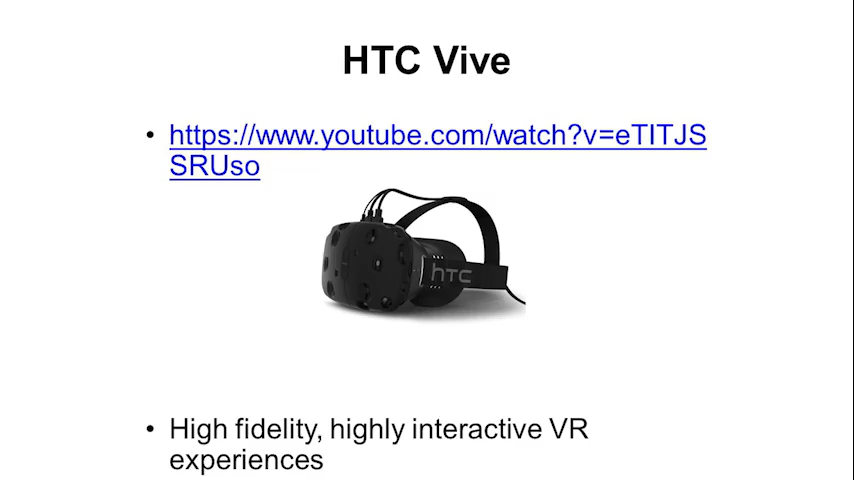 HTC Vive
• https://www.youtube.com/watch?v=eTITJS
SRUso
hTC
• High fidelity, highly interactive VR
experiences